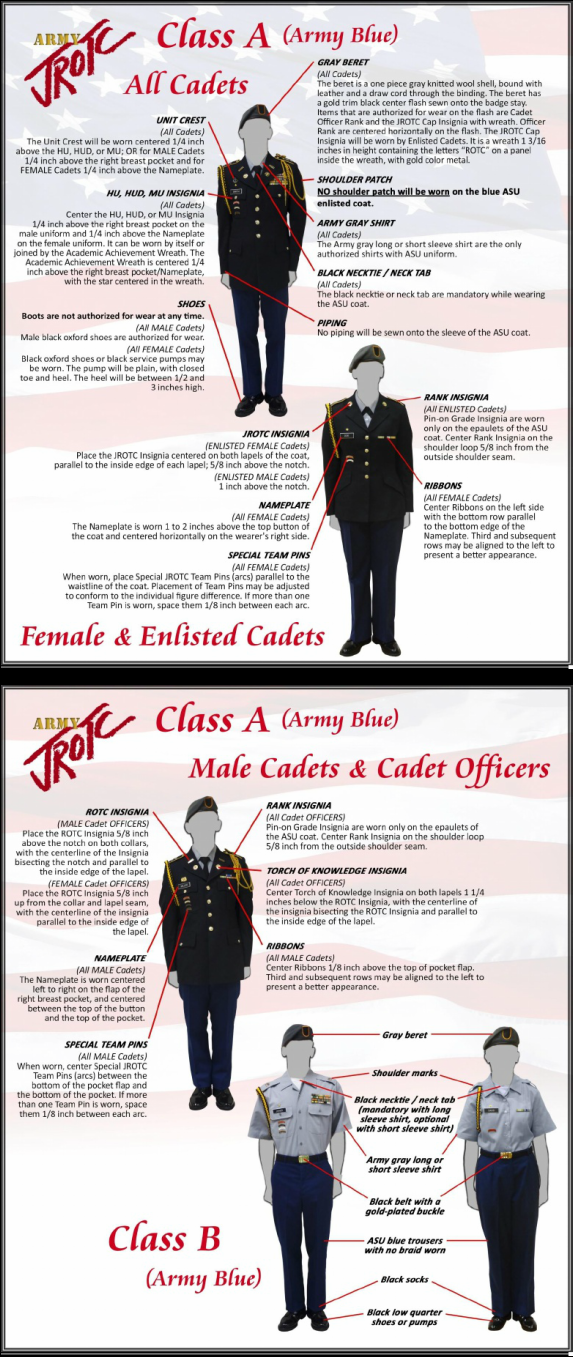 ARMY
JROTC
Class A (Army Blue)
All Cadets
GRAY BERET
(All Cadets)
The beret is a one piece gray knitted wool shell, bound with
leather and a draw cord through the binding. The beret has
a gold trim black center flash sewn onto the badge stay.
Items that are authorized for wear on the flash are Cadet
Officer Rank and the JROTC Cap Insignia with wreath. Officer
Rank are centered horizontally on the flash. The JROTC Cap
Insignia will be worn by Enlisted Cadets. It is a wreath 1 3/16
inches in height containing the letters "ROTC" on a panel
inside the wreath, with gold color metal.
UNIT CREST
(All Cadets)
The Unit Crest will be worn centered 1/4 inch
above the HU, HUD, or MU; OR for MALE Cadets
1/4 inch above the right breast pocket and for
FEMALE Cadets 1/4 inch above the Nameplate.
SHOULDER PATCH
NO shoulder patch will be worn on the blue ASU
enlisted coat.
HU, HUD, MU INSIGNIA
(All Cadets)
Center the HU, HUD, or MU Insignia
1/4 inch above the right breast pocket on the
male uniform and 1/4 inch above the Nameplate
on the female uniform. It can be worn by itself or
joined by the Academic Achievement Wreath. The
Academic Achievement Wreath is centered 1/4
inch above the right breast pocket/Nameplate,
with the star centered in the wreath.
ARMY GRAY SHIRT
(All Cadets)
The Army gray long or short sleeve shirt are the only
authorized shirts with ASU uniform.
BLACK NECKTIE / NECK TAB
(All Cadets)
The black necktie or neck tab are mandatory while wearing
the ASU coat.
SHOES
Boots are not authorized for wear at any time.
(All MALE Cadets)
Male black oxford shoes are authorized for wear.
(All FEMALE Cadets)
Black oxford shoes or black service pumps may
be worn. The pump will be plain, with closed
toe and heel. The heel will be between 1/2 and
3 inches high.
PIPING
No piping will be sewn onto the sleeve of the ASU coat.
RANK INSIGNIA
(All ENLISTED Cadets)
Pin-on Grade Insignia are worn
only on the epaulets of the ASU
coat. Center Rank Insignia on the
shoulder loop 5/8 inch from the
outside shoulder seam.
JROTC INSIGNIA
(ENLISTED FEMALE Cadets)
Place the JROTC Insignia centered on both lapels of the coat,
parallel to the inside edge of each lapel; 5/8 inch above the notch.
(ENLISTED MALE Cadets)
1 inch above the notch.
RIBBONS
(All FEMALE Cadets)
Center Ribbons on the left side
with the bottom row parallel
to the bottom edge of the
Nameplate. Third and subsequent
rows may be aligned to the left to
present a better appearance.
NAMEPLATE
(All FEMALE Cadets)
The Nameplate is worn 1 to 2 inches above the top button of
the coat and centered horizontally on the wearer's right side.
SPECIAL TEAM PINS
(All FEMALE Cadets)
When worn, place Special JROTC Team Pins (arcs) parallel to the
waistline of the coat. Placement of Team Pins may be adjusted
to conform to the individual figure difference. If more than one
Team Pin is worn, space them 1/8 inch between each arc.
Female & Enlisted Cadets
ARMY
JROTC
Class A (Army Blue)
Male Cadets & Cadet Officers
ROTC INSIGNIA
(MALE Cadet OFFICERS)
Place the ROTC Insignia 5/8 inch
above the notch on both collars,
with the centerline of the Insignia
bisecting the notch and parallel to
the inside edge of the lapel.
(FEMALE Cadet OFFICERS)
Place the ROTC Insignia 5/8 inch
up from the collar and lapel seam,
with the centerline of the insignia
parallel to the inside edge of
the lapel.
RANK INSIGNIA
(All Cadet OFFICERS)
Pin-on Grade Insignia are worn only on the epaulets of
the ASU coat. Center Rank Insignia on the shoulder loop
5/8 inch from the outside shoulder seam.
TORCH OF KNOWLEDGE INSIGNIA
(All Cadet OFFICERS)
Center Torch of Knowledge Insignia on both lapels 1 1/4
inches below the ROTC Insignia, with the centerline of
the insignia bisecting the ROTC Insignia and parallel to
the inside edge of the lapel.
NAMEPLATE
(All MALE Cadets)
The Nameplate is worn centered
left to right on the flap of the
right breast pocket, and centered
between the top of the button
and the top of the pocket.
RIBBONS
(All MALE Cadets)
Center Ribbons 1/8 inch above the top of pocket flap.
Third and subsequent rows may be aligned to the left to
present a better appearance.
SPECIAL TEAM PINS
(All MALE Cadets)
When worn, center Special JROTC
Team Pins (arcs) between the
bottom of the pocket flap and
the bottom of the pocket. If more
than one Team Pin is worn, space
them 1/8 inch between each arc.
Gray beret
Shoulder marks
Black necktie / neck tab
(mandatory with long
sleeve shirt, optional
with short sleeve shirt)
Army gray long or
short sleeve shirt
Black belt with a
gold-plated buckle
ASU blue trousers
with no braid worn
Black socks
Black low quarter
shoes or pumps
Class B
(Army Blue)